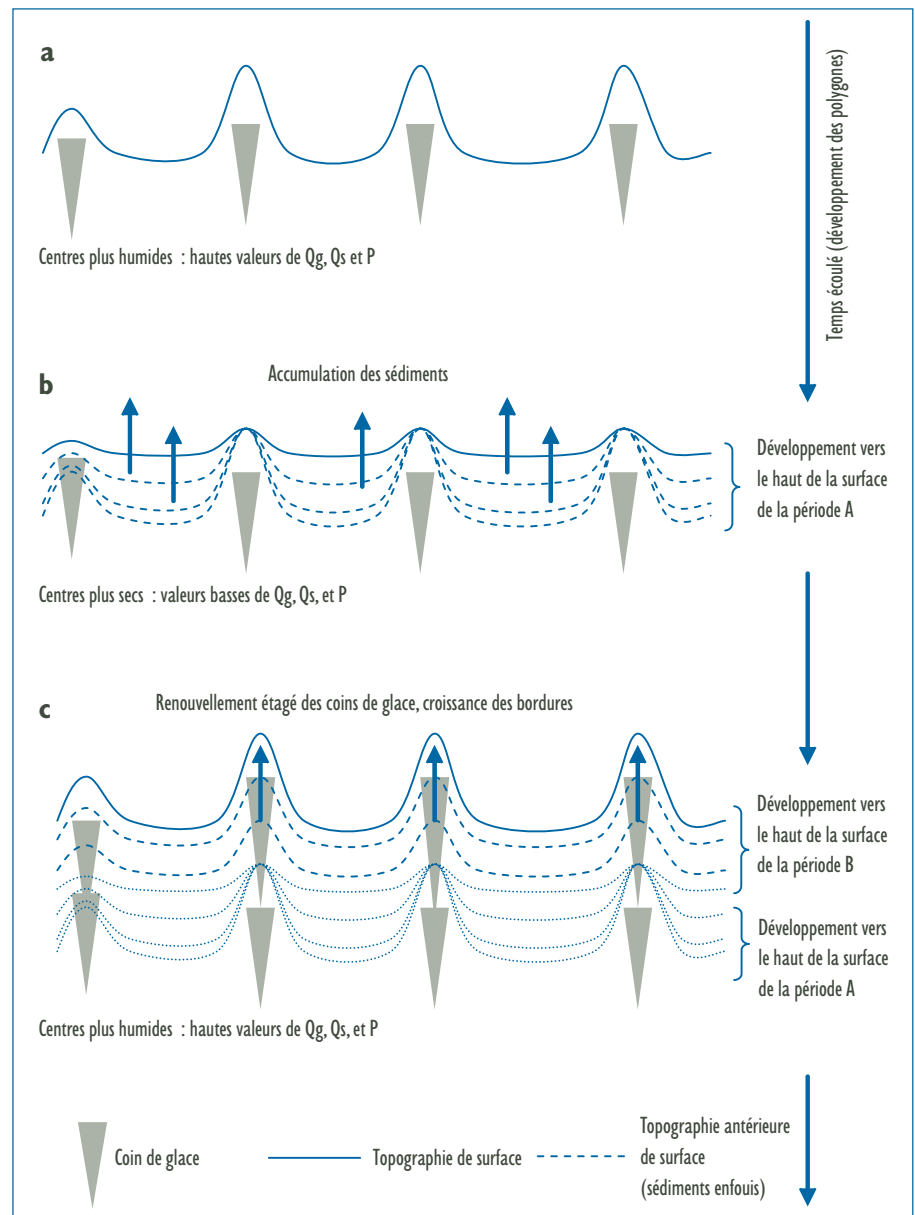 a
Temps écoulé (développement des polygones)
Centres plus humides : hautes valeurs de Qg, Qs et P
b
Accumulation des sédiments
Développement vers
le haut de la surface
de la période A
Centres plus secs : valeurs basses de Qg, Qs, et P
c
Renouvellement étagé des coins de glace, croissance des bordures
Développement vers
le haut de la surface
de la période B
Développement vers
le haut de la surface
de la période A
Centres plus humides : hautes valeurs de Qg, Qs, et P
Coin de glace
Topographie de surface
Topographie antérieure
de surface
(sédiments enfouis)